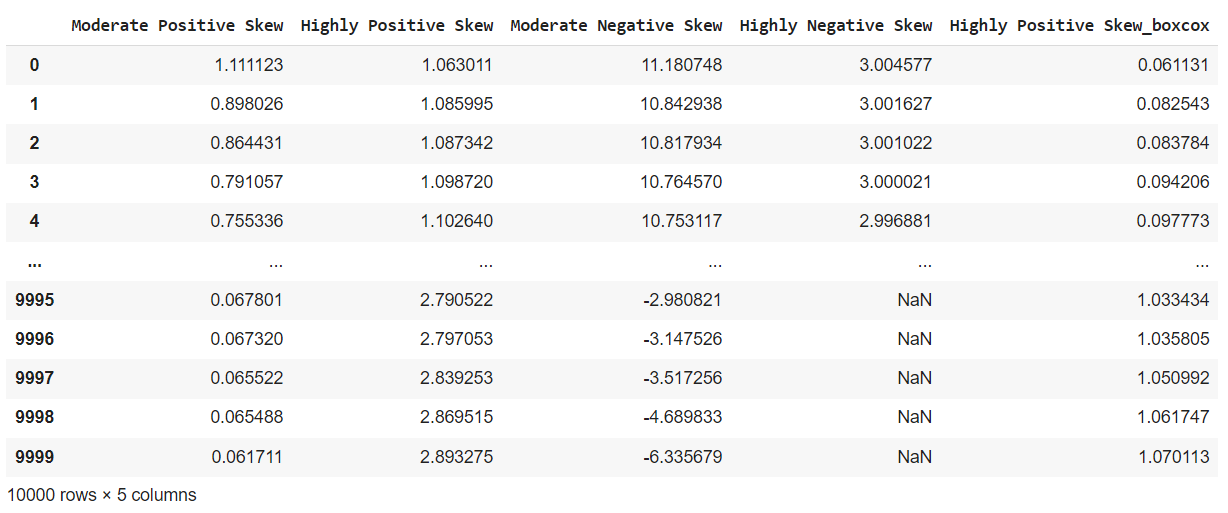 Moderate Positive Skew Highly Positive Skew Moderate Negative Skew Highly Negative Skew Highly Positive Skew_boxcox
0 1.111123 1.063011 11.180748 3.004577 0.061131
1 0.898026 1.085995 10.842938 3.001627 0.082543
2 0.864431 1.087342 10.817934 3.001022 0.083784
3 0.791057 1.098720 10.764570 3.000021 0.094206
4 0.755336 1.102640 10.753117 2.996881 0.097773
... ... ... ... ... ...
9995 0.067801 2.790522 -2.980821 NaN 1.033434
9996 0.067320 2.797053 -3.147526 NaN 1.035805
9997 0.065522 2.839253 -3.517256 NaN 1.050992
9998 0.065488 2.869515 -4.689833 NaN 1.061747
9999 0.061711 2.893275 -6.335679 NaN 1.070113
10000 rows × 5 columns